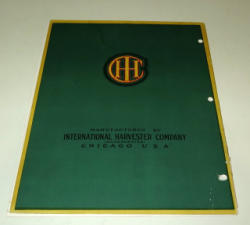 IHC
MANUFACTURED BY
INTERNATIONAL HARVESTER COMPANY
CHICAGO U.S.A.